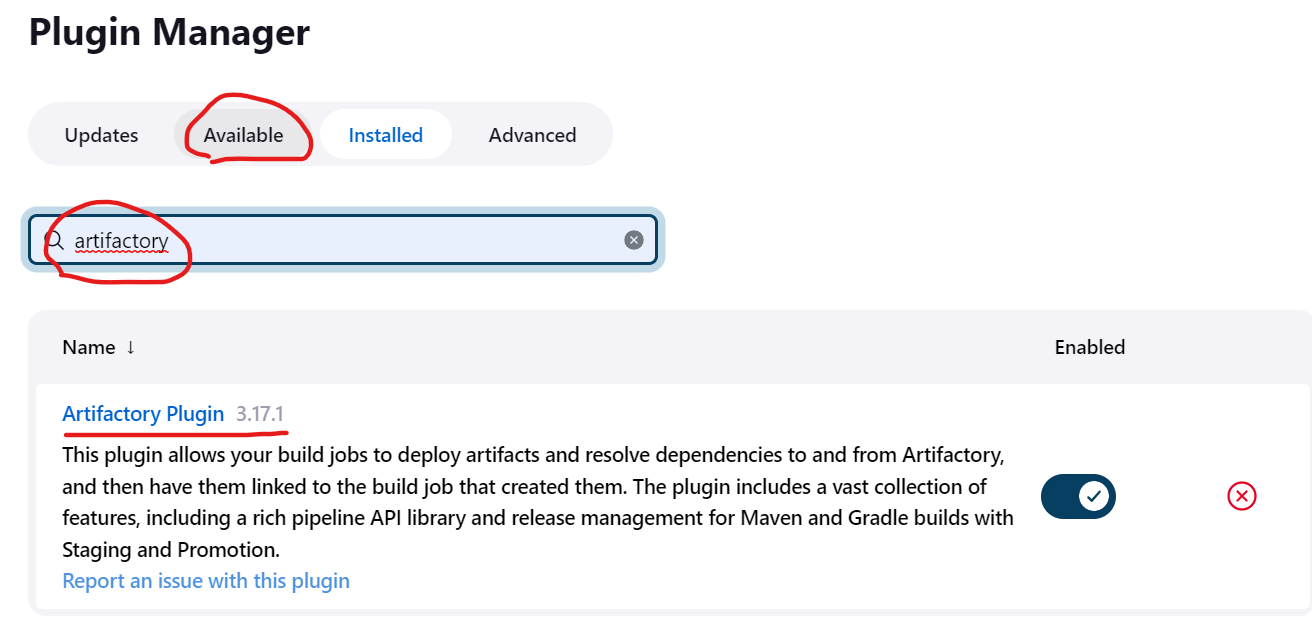 Plugin Manager
Updates Available Installed Advanced
artifactory
Name ↓ Enabled
Artifactory Plugin 3.17.1
This plugin allows your build jobs to deploy artifacts and resolve dependencies to and from Artifactory,
and then have them linked to the build job that created them. The plugin includes a vast collection of
features, including a rich pipeline API library and release management for Maven and Gradle builds with
Staging and Promotion.
Report an issue with this plugin